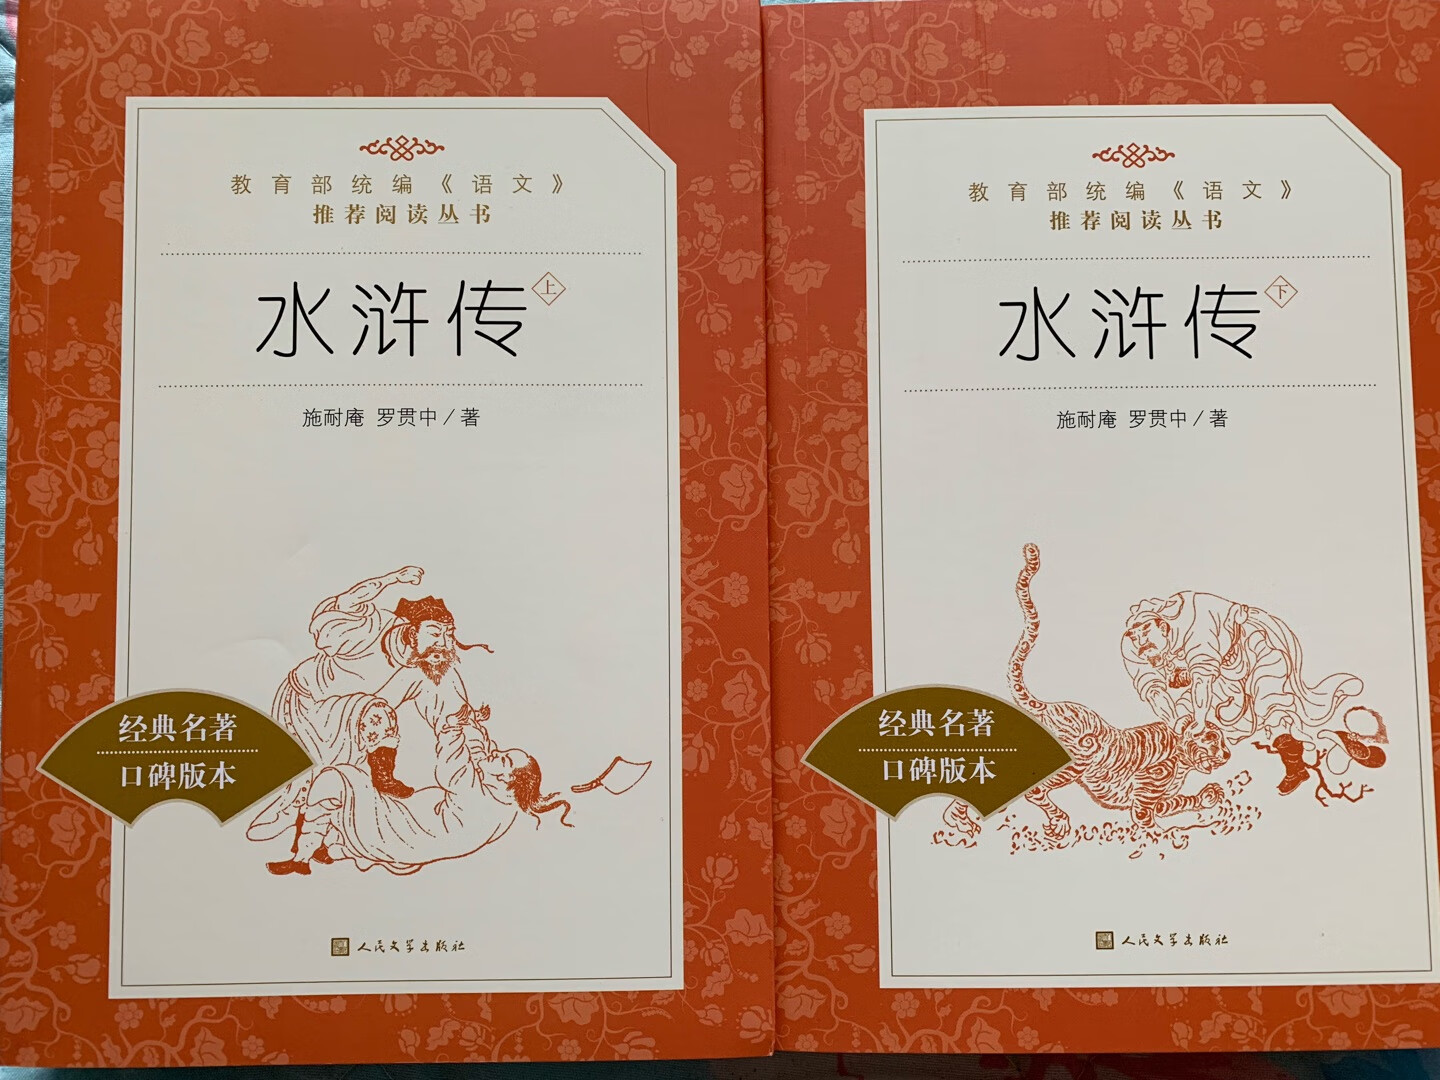 教育部统编《语文》
推荐阅读丛书
水浒传 上
施耐庵 罗贯中/著
经典名著
口碑版本
人民文学出版社
教育部统编《语文》
推荐阅读丛书
水浒传 下
施耐庵 罗贯中/著
经典名著
口碑版本
人民文学出版社